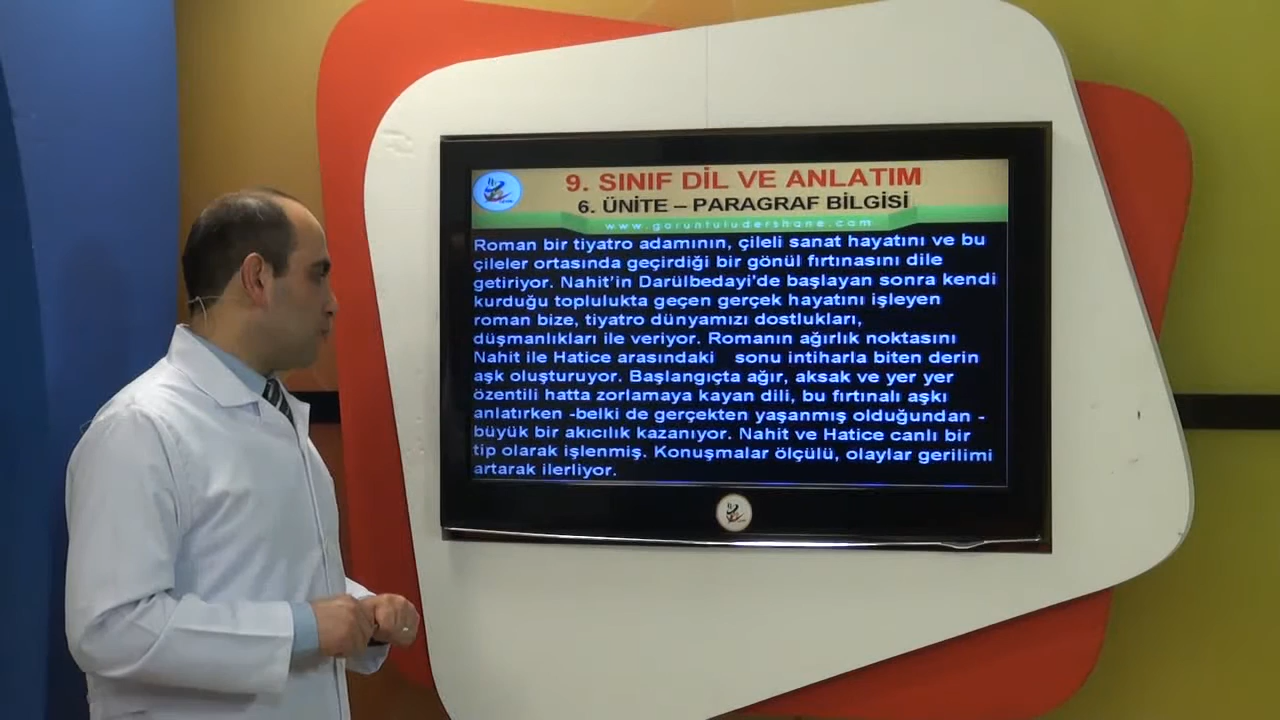 9. SINIF DİL VE ANLATIM
6. ÜNİTE – PARAGRAF BİLGİSİ
www.goruntuludershane.com
Roman bir tiyatro adamının, çileli sanat hayatını ve bu
çileler ortasında geçirdiği bir gönül fırtınasını dile
getiriyor. Nahit'in Darülbedayi'de başlayan sonra kendi
kurduğu toplulukta geçen gerçek hayatını işleyen
roman bize, tiyatro dünyamızı dostlukları,
düşmanlıkları ile veriyor. Romanın ağırlık noktasını
Nahit ile Hatice arasındaki sonu intiharla biten derin
aşk oluşturuyor. Başlangıçta ağır, aksak ve yer yer
özentili hatta zorlamaya kayan dili, bu fırtınalı aşkı
anlatırken -belki de gerçekten yaşanmış olduğundan -
büyük bir akıcılık kazanıyor. Nahit ve Hatice canlı bir
tip olarak işlenmiş. Konuşmalar ölçülü, olaylar gerilimi
artarak ilerliyor.